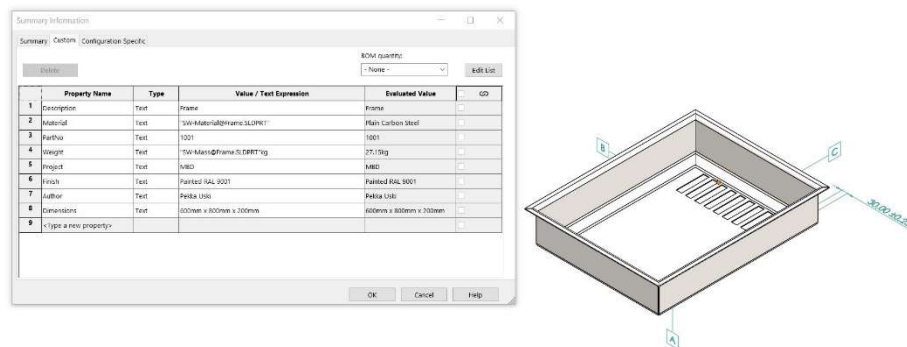 Summary Information
Summary Custom Configuration Specific
BOM quantity:
Delete - None - Edit List
Property Name Type Value / Text Expression Evaluated Value
1 Description Text Frame Frame
2 Material Text "SW-Material@Frame.SLDPRT" Plain Carbon Steel
3 PartNo Text 1001 1001
4 Weight Text "SW-Mass@Frame.SLDPRT"kg 27.15kg
5 Project Text MBD MBD
6 Finish Text Painted RAL 9001 Painted RAL 9001
7 Author Text Pekka Uski Pekka Uski
8 Dimensions Text 600mm x 800mm x 200mm 600mm x 800mm x 200mm
9 <Type a new property>
OK Cancel Help
B
C
30,00 ±0,20
A